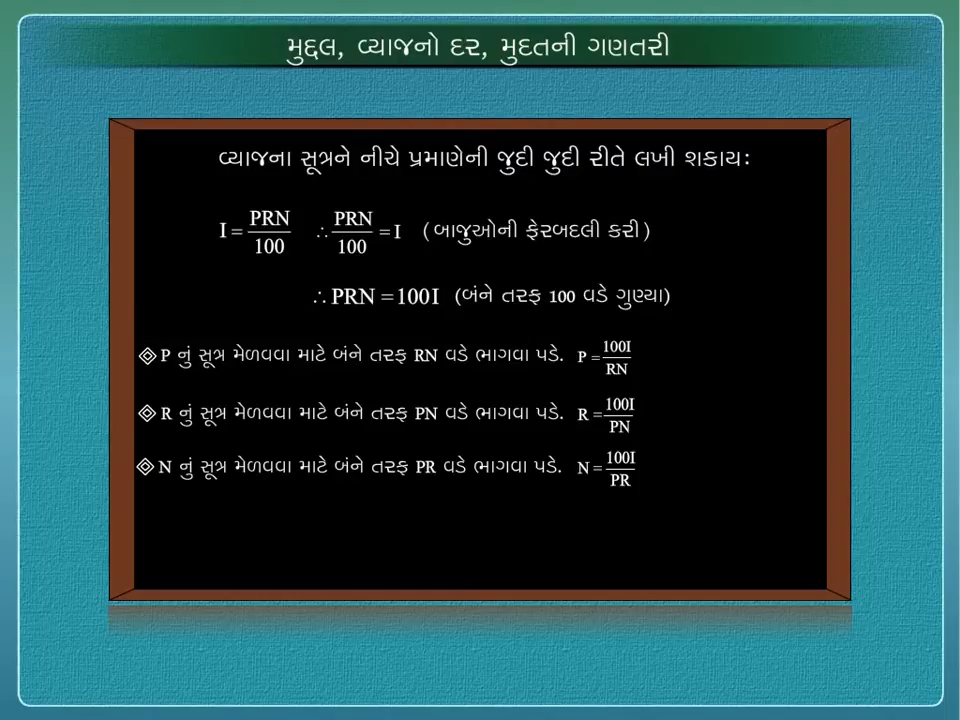 મુદ્દલ, વ્યાજનો દર, મુદતની ગણતરી
વ્યાજના સૂત્રને નીચે પ્રમાણેની જુદી જુદી રીતે લખી શકાય:
I = PRN/100 ∴ PRN/100 = I (બાજુઓની ફેરબદલી કરી)
∴ PRN = 100I (બંને તરફ 100 વડે ગુણ્યા)
P નું સૂત્ર મેળવવા માટે બંને તરફ RN વડે ભાગવા પડે. P = 100I/RN
R નું સૂત્ર મેળવવા માટે બંને તરફ PN વડે ભાગવા પડે. R = 100I/PN
N નું સૂત્ર મેળવવા માટે બંને તરફ PR વડે ભાગવા પડે. N = 100I/PR